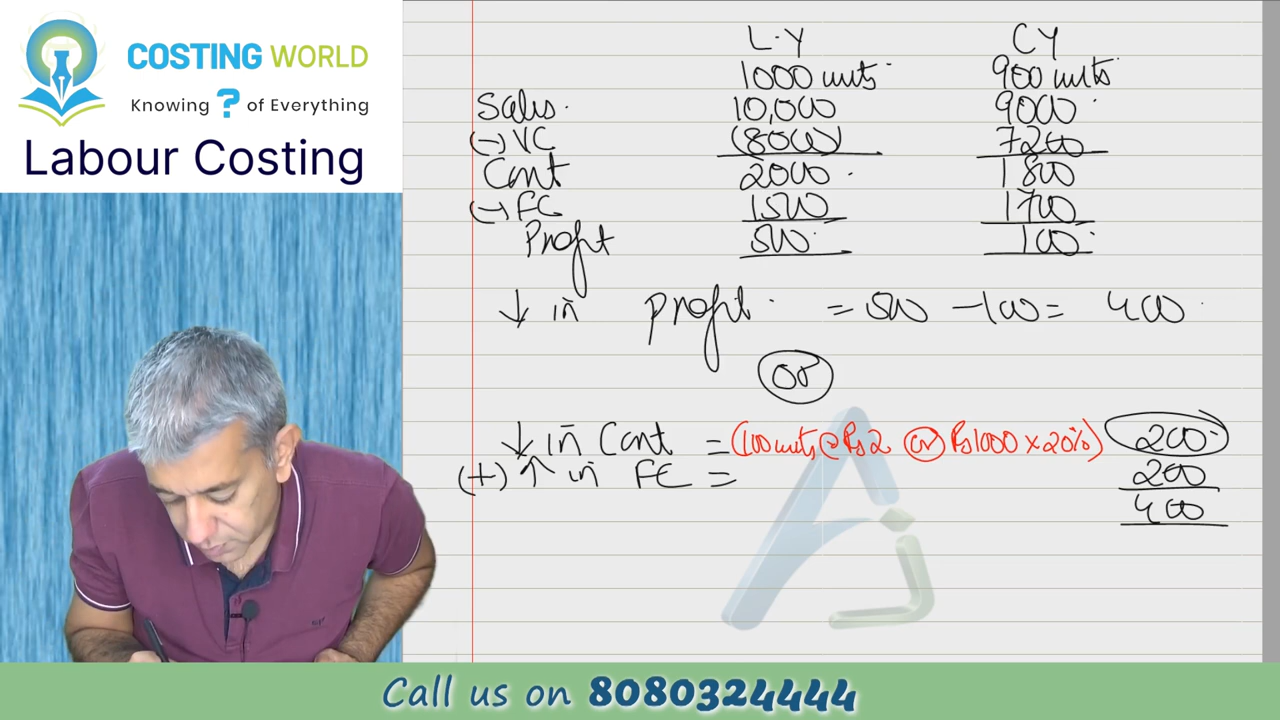 COSTING WORLD
Knowing ? of Everything
Labour Costing
L.Y CY
1000 units 900 units
Sales 10,000 9000
(-) VC (8000) 7200
Cont 2000 1800
(-) FC 1500 1700
Profit 500 100
↓ in Profit = 500 - 100 = 400
or
↓ in Cont = (100 units @ Rs 2 or Rs 1000 × 20%) 200
(+) ↑ in FC = 200
400
Call us on 8080324444